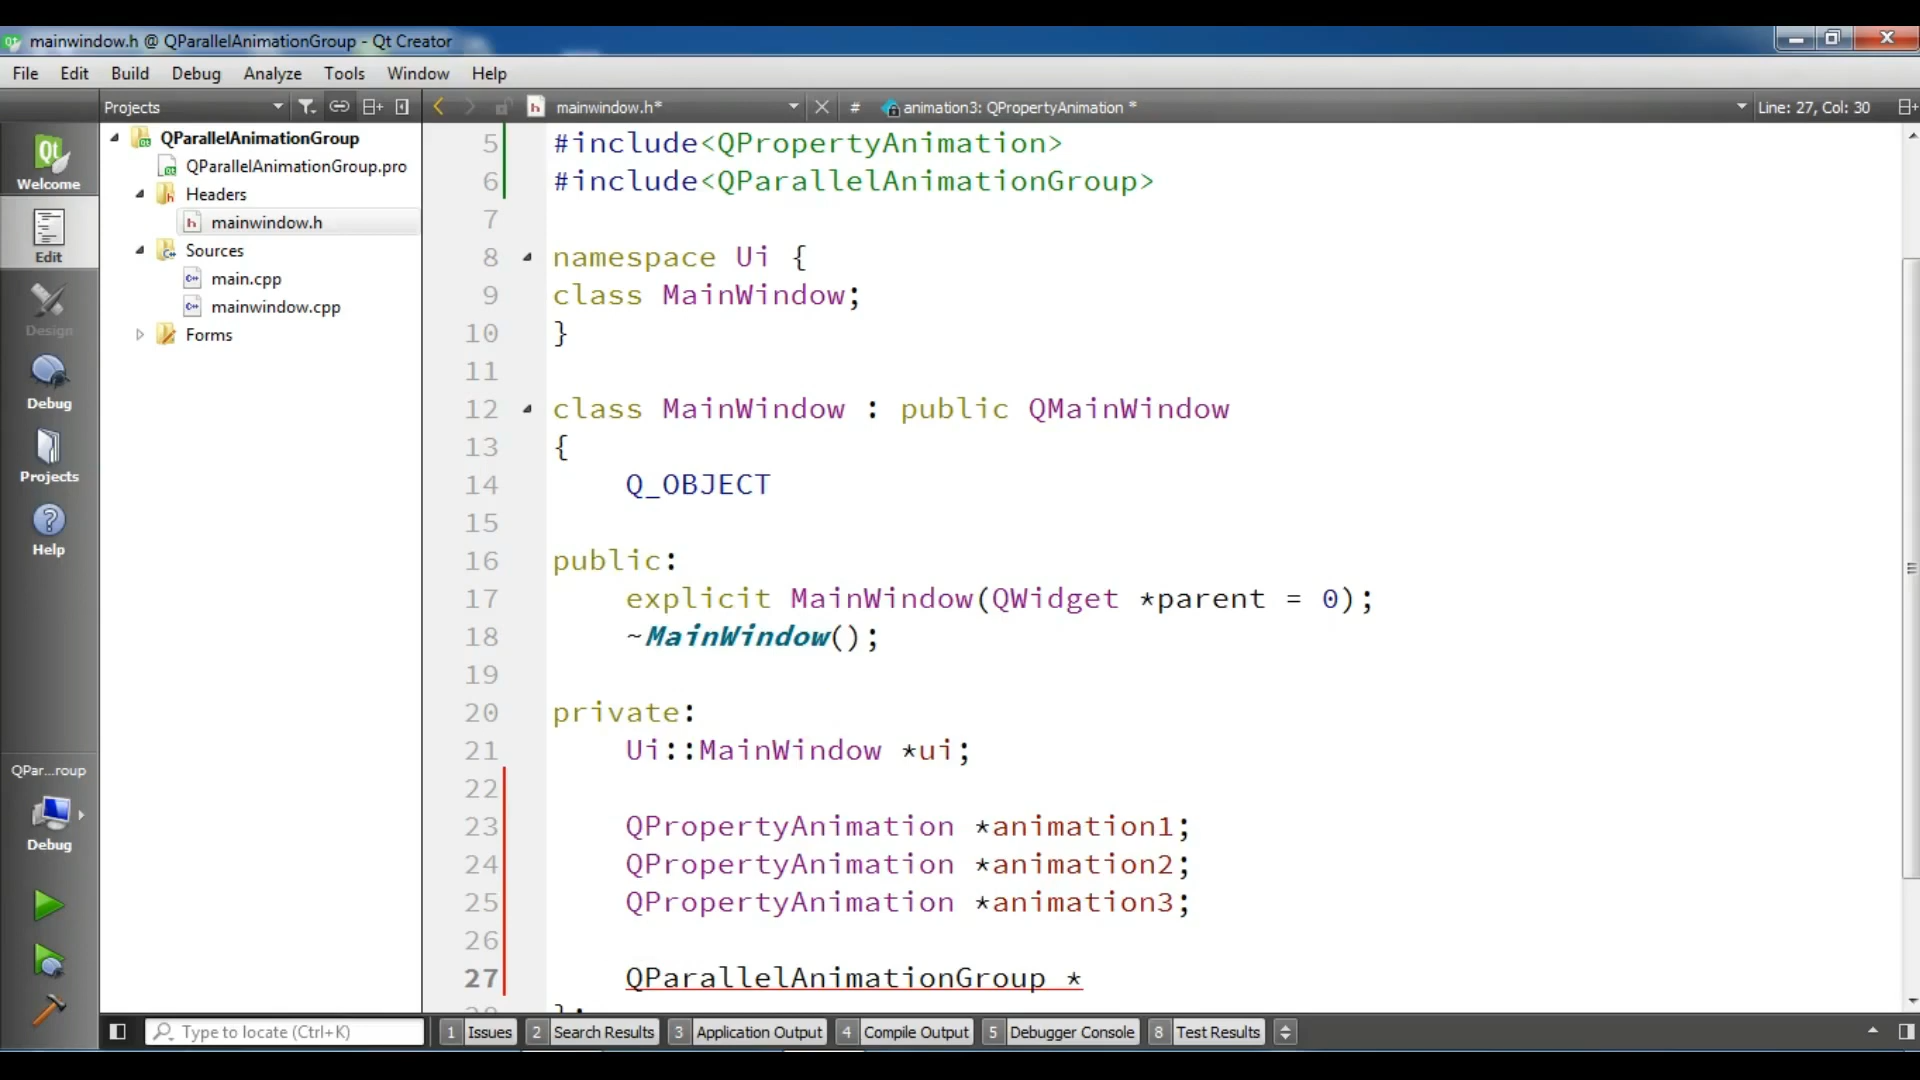 mainwindow.h @ QParallelAnimationGroup - Qt Creator
File Edit Build Debug Analyze Tools Window Help
Projects mainwindow.h* # animation3: QPropertyAnimation * Line: 27, Col: 30
Welcome
Edit
Design
Debug
Projects
Help
QPar...roup
Debug
QParallelAnimationGroup
QParallelAnimationGroup.pro
Headers
mainwindow.h
Sources
main.cpp
mainwindow.cpp
Forms
5 #include<QPropertyAnimation>
6 #include<QParallelAnimationGroup>
7
8 namespace Ui {
9 class MainWindow;
10 }
11
12 class MainWindow : public QMainWindow
13 {
14 Q_OBJECT
15
16 public:
17 explicit MainWindow(QWidget *parent = 0);
18 ~MainWindow();
19
20 private:
21 Ui::MainWindow *ui;
22
23 QPropertyAnimation *animation1;
24 QPropertyAnimation *animation2;
25 QPropertyAnimation *animation3;
26
27 QParallelAnimationGroup *
28 };
Type to locate (Ctrl+K) 1 Issues 2 Search Results 3 Application Output 4 Compile Output 5 Debugger Console 8 Test Results